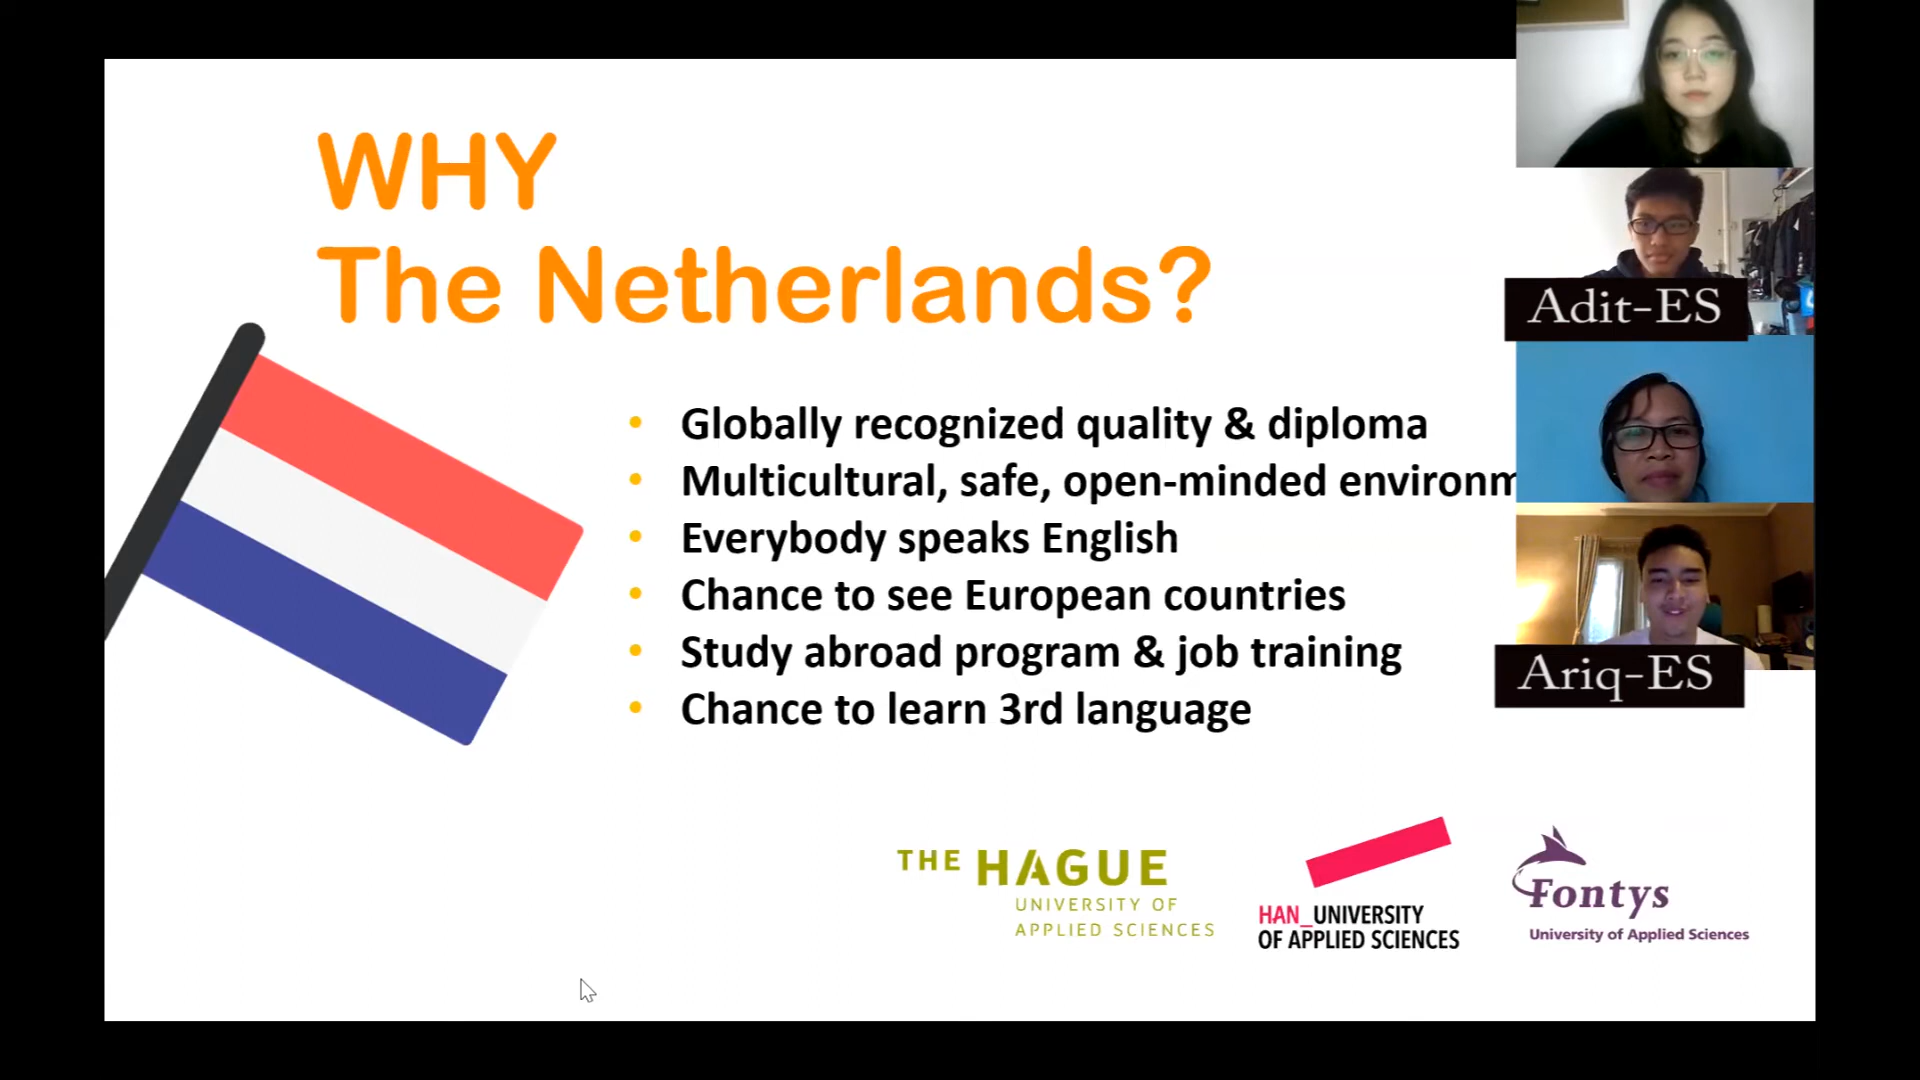 WHY
The Netherlands?
• Globally recognized quality & diploma
• Multicultural, safe, open-minded environm
• Everybody speaks English
• Chance to see European countries
• Study abroad program & job training
• Chance to learn 3rd language
Adit-ES
Ariq-ES
THE HAGUE
UNIVERSITY OF
APPLIED SCIENCES
HAN_UNIVERSITY
OF APPLIED SCIENCES
Fontys
University of Applied Sciences